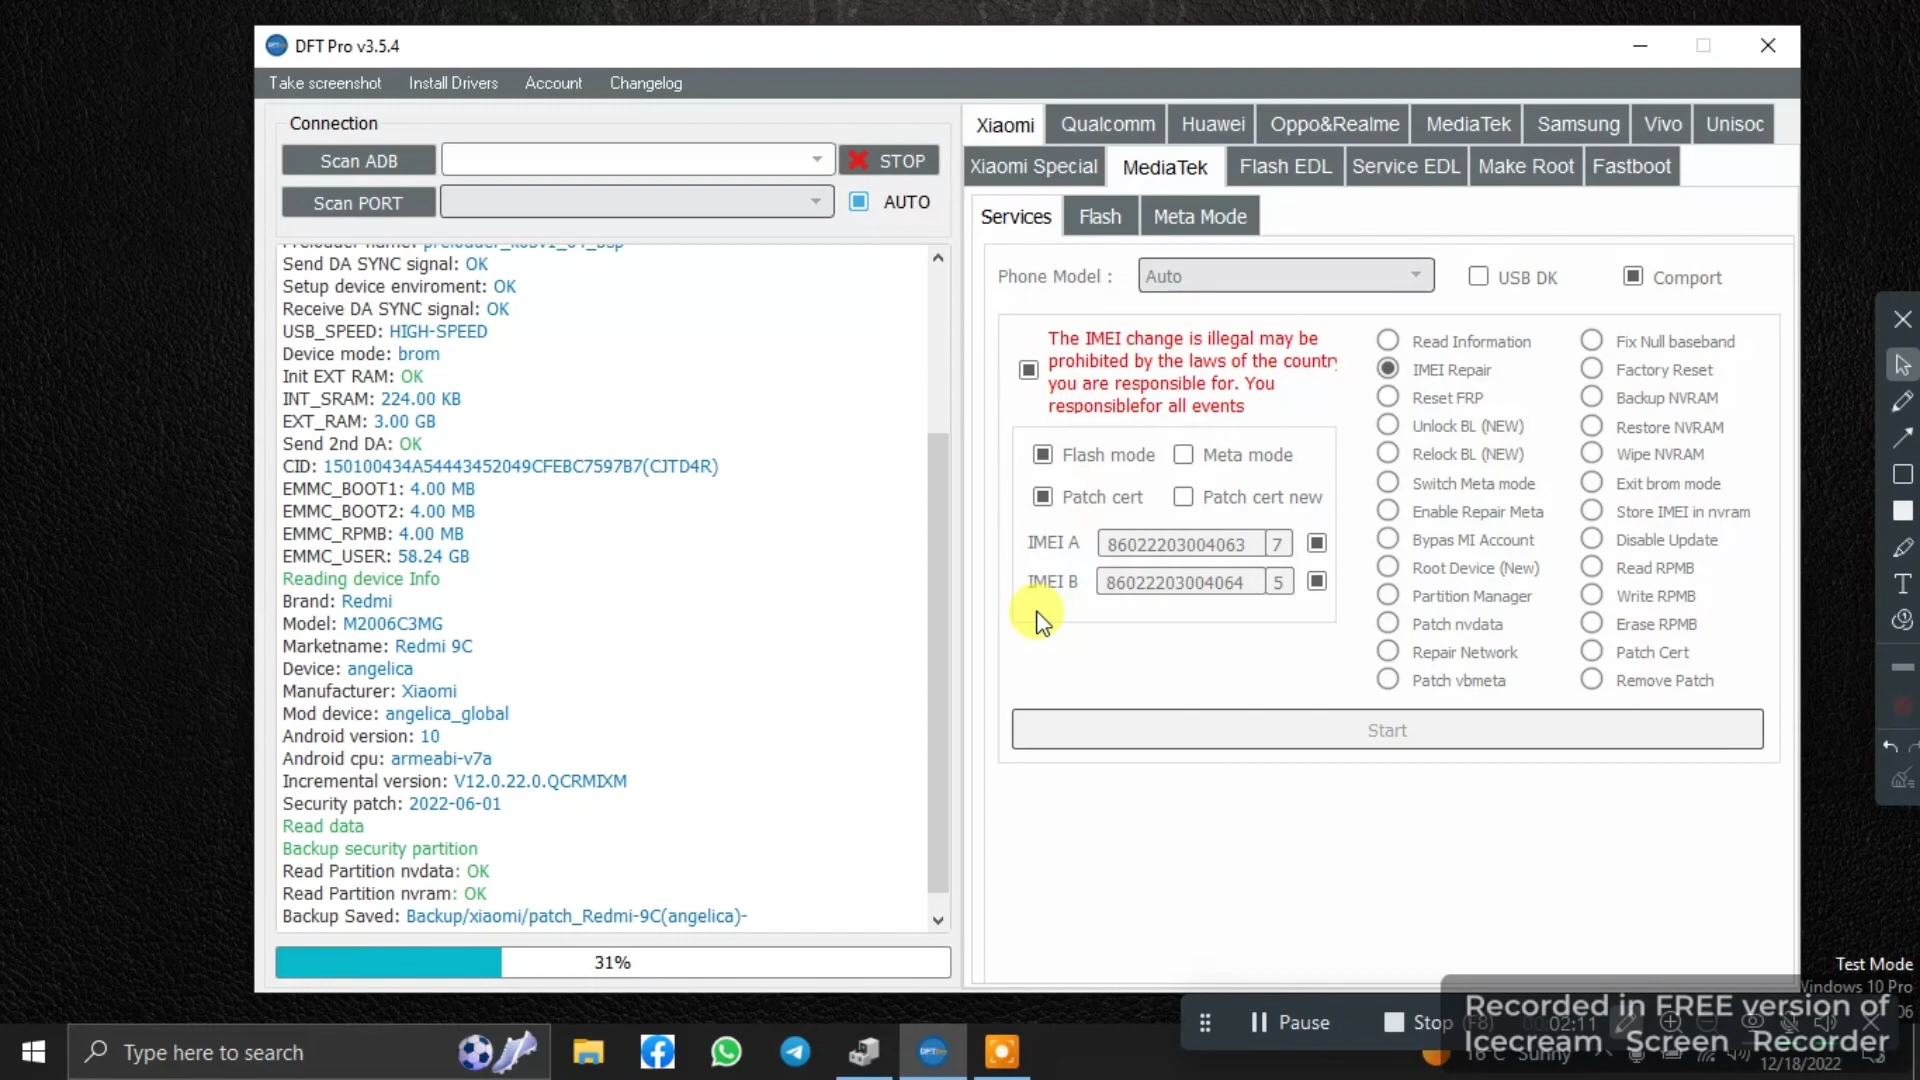 DFT Pro v3.5.4
Take screenshot Install Drivers Account Changelog
Connection
Scan ADB STOP
Scan PORT AUTO
Preloader name: preloader_k65v1_64_bsp
Send DA SYNC signal: OK
Setup device enviroment: OK
Receive DA SYNC signal: OK
USB_SPEED: HIGH-SPEED
Device mode: brom
Init EXT RAM: OK
INT_SRAM: 224.00 KB
EXT_RAM: 3.00 GB
Send 2nd DA: OK
CID: 150100434A54443452049CFEBC7597B7(CJTD4R)
EMMC_BOOT1: 4.00 MB
EMMC_BOOT2: 4.00 MB
EMMC_RPMB: 4.00 MB
EMMC_USER: 58.24 GB
Reading device Info
Brand: Redmi
Model: M2006C3MG
Marketname: Redmi 9C
Device: angelica
Manufacturer: Xiaomi
Mod device: angelica_global
Android version: 10
Android cpu: armeabi-v7a
Incremental version: V12.0.22.0.QCRMIXM
Security patch: 2022-06-01
Read data
Backup security partition
Read Partition nvdata: OK
Read Partition nvram: OK
Backup Saved: Backup/xiaomi/patch_Redmi-9C(angelica)-
31%
Xiaomi Qualcomm Huawei Oppo&Realme MediaTek Samsung Vivo Unisoc
Xiaomi Special MediaTek Flash EDL Service EDL Make Root Fastboot
Services Flash Meta Mode
Phone Model : Auto USB DK Comport
The IMEI change is illegal may be
prohibited by the laws of the country
you are responsible for. You
responsiblefor all events
Flash mode Meta mode
Patch cert Patch cert new
IMEI A 86022203004063 7
IMEI B 86022203004064 5
Read Information Fix Null baseband
IMEI Repair Factory Reset
Reset FRP Backup NVRAM
Unlock BL (NEW) Restore NVRAM
Relock BL (NEW) Wipe NVRAM
Switch Meta mode Exit brom mode
Enable Repair Meta Store IMEI in nvram
Bypas MI Account Disable Update
Root Device (New) Read RPMB
Partition Manager Write RPMB
Patch nvdata Erase RPMB
Repair Network Patch Cert
Patch vbmeta Remove Patch
Start
Test Mode
Windows 10 Pro
Pause Stop (F8) 00:02:11
Recorded in FREE version of
Icecream Screen Recorder
Type here to search
16°C Sunny
12/18/2022